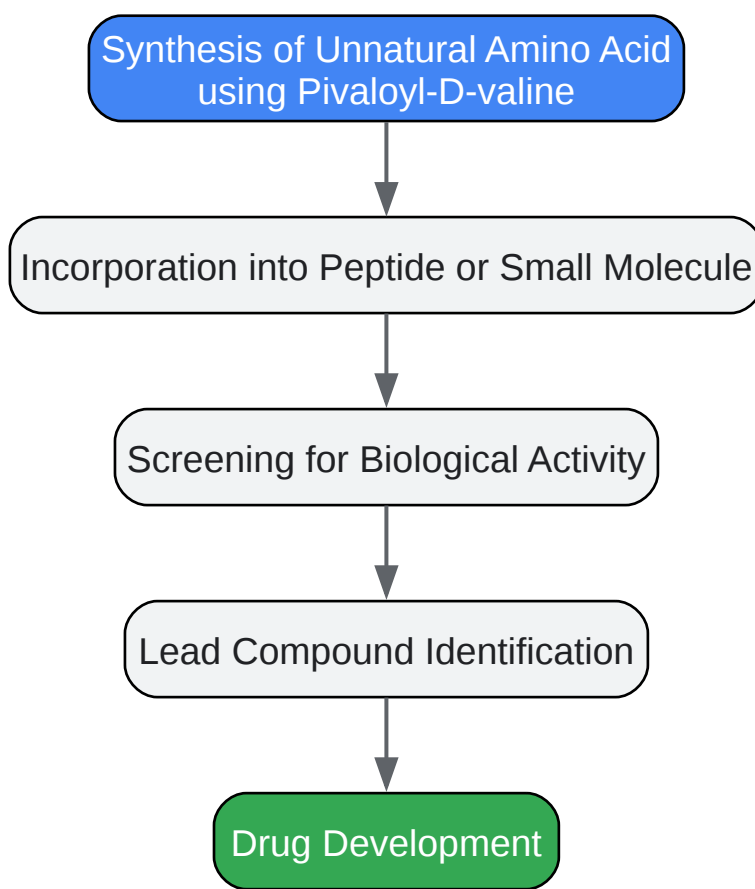 Synthesis of Unnatural Amino Acid
using Pivaloyl-D-valine
Incorporation into Peptide or Small Molecule
Screening for Biological Activity
Lead Compound Identification
Drug Development